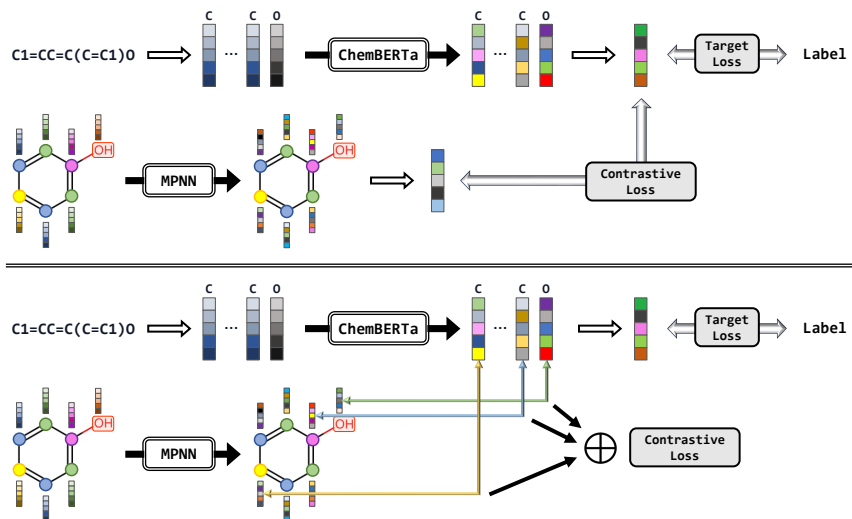 C C O C C O
C1=CC=C(C=C1)O ... ChemBERTa ... Target Loss Label
OH OH
MPNN
Contrastive Loss
C C O C C O
C1=CC=C(C=C1)O ... ChemBERTa ... Target Loss Label
OH OH
MPNN
Contrastive Loss